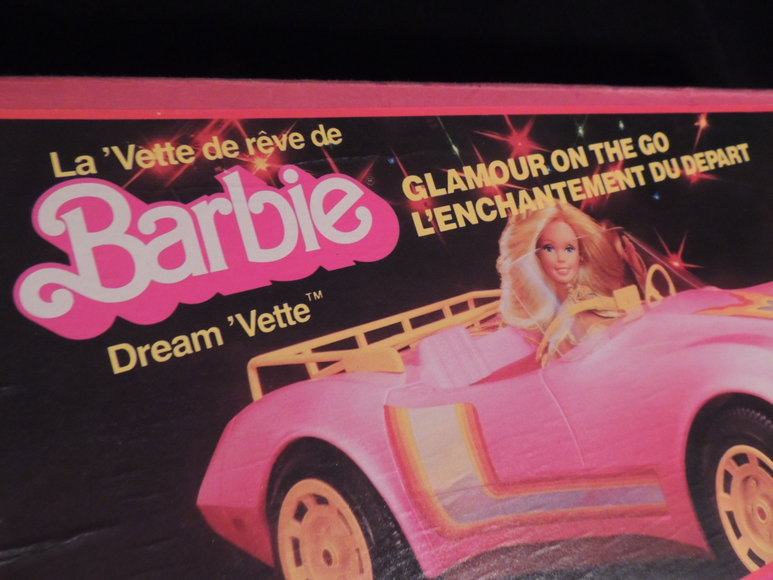 La 'Vette de rêve de
Barbie®
Dream 'Vette™
GLAMOUR ON THE GO
L'ENCHANTEMENT DU DEPART